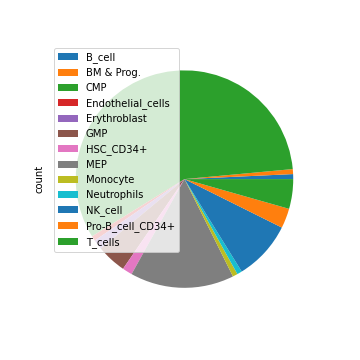 B_cell
BM & Prog.
CMP
Endothelial_cells
Erythroblast
GMP
HSC_CD34+
MEP
Monocyte
Neutrophils
NK_cell
Pro-B_cell_CD34+
T_cells
count